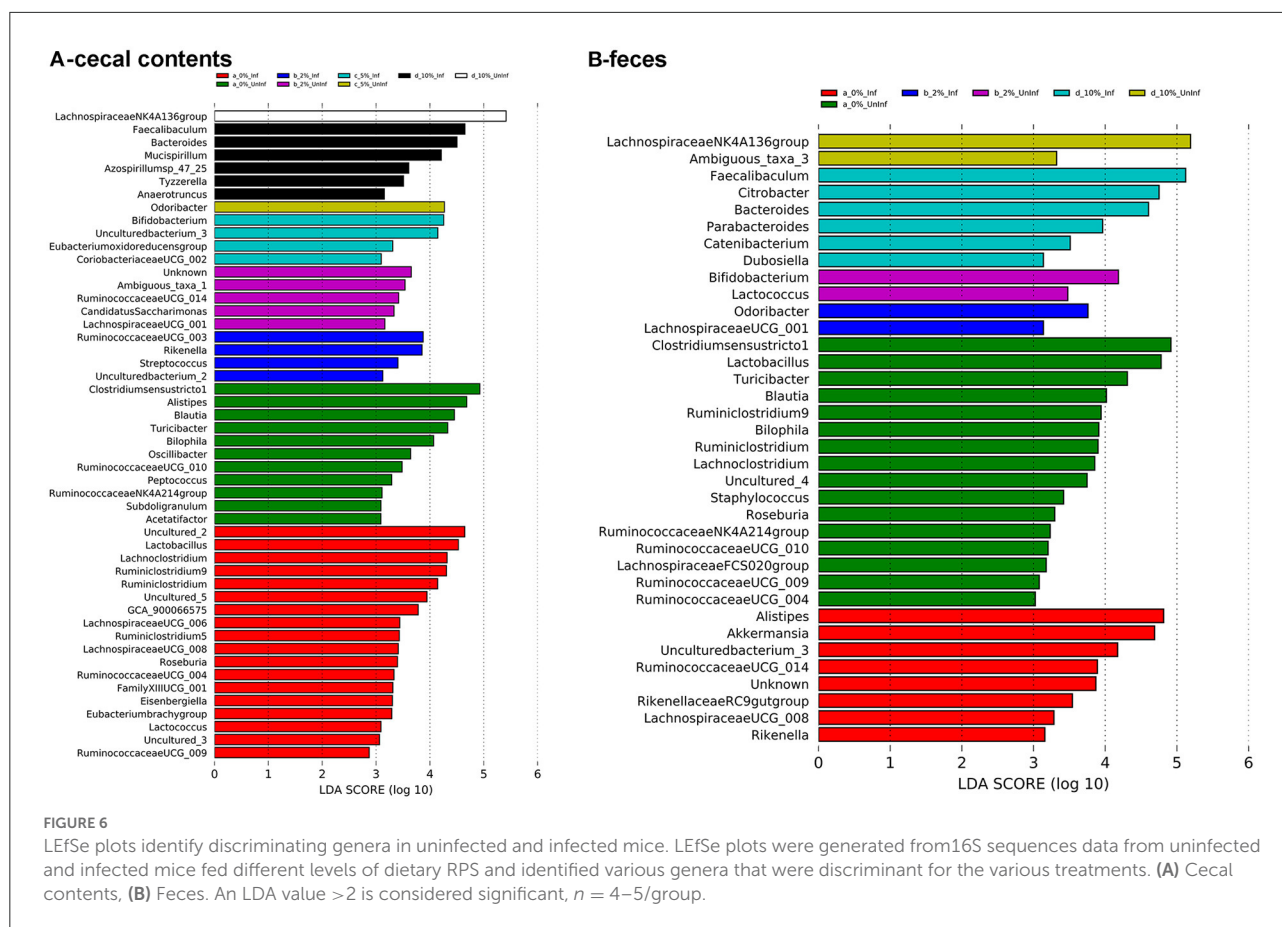 A-cecal contents
a_0%_Inf b_2%_Inf c_5%_Inf d_10%_Inf d_10%_UnInf
a_0%_UnInf b_2%_UnInf c_5%_UnInf
LachnospiraceaeNK4A136group
Faecalibaculum
Bacteroides
Mucispirillum
Azospirillumsp_47_25
Tyzzerella
Anaerotruncus
Odoribacter
Bifidobacterium
Unculturedbacterium_3
Eubacteriumoxidoreducensgroup
CoriobacteriaceaeUCG_002
Unknown
Ambiguous_taxa_1
RuminococcaceaeUCG_014
CandidatusSaccharimonas
LachnospiraceaeUCG_001
RuminococcaceaeUCG_003
Rikenella
Streptococcus
Unculturedbacterium_2
Clostridiumsensustricto1
Alistipes
Blautia
Turicibacter
Bilophila
Oscillibacter
RuminococcaceaeUCG_010
Peptococcus
RuminococcaceaeNK4A214group
Subdoligranulum
Acetatifactor
Uncultured_2
Lactobacillus
Lachnoclostridium
Ruminiclostridium9
Ruminiclostridium
Uncultured_5
GCA_900066575
LachnospiraceaeUCG_006
Ruminiclostridium5
LachnospiraceaeUCG_008
Roseburia
RuminococcaceaeUCG_004
FamilyXIIIUCG_001
Eisenbergiella
Eubacteriumbrachygroup
Lactococcus
Uncultured_3
RuminococcaceaeUCG_009
0 1 2 3 4 5 6
LDA SCORE (log 10)
B-feces
a_0%_Inf b_2%_Inf b_2%_UnInf d_10%_Inf d_10%_UnInf
a_0%_UnInf
LachnospiraceaeNK4A136group
Ambiguous_taxa_3
Faecalibaculum
Citrobacter
Bacteroides
Parabacteroides
Catenibacterium
Dubosiella
Bifidobacterium
Lactococcus
Odoribacter
LachnospiraceaeUCG_001
Clostridiumsensustricto1
Lactobacillus
Turicibacter
Blautia
Ruminiclostridium9
Bilophila
Ruminiclostridium
Lachnoclostridium
Uncultured_4
Staphylococcus
Roseburia
RuminococcaceaeNK4A214group
RuminococcaceaeUCG_010
LachnospiraceaeFCS020group
RuminococcaceaeUCG_009
RuminococcaceaeUCG_004
Alistipes
Akkermansia
Unculturedbacterium_3
RuminococcaceaeUCG_014
Unknown
RikenellaceaeRC9gutgroup
LachnospiraceaeUCG_008
Rikenella
0 1 2 3 4 5 6
LDA SCORE (log 10)
FIGURE 6
LEfSe plots identify discriminating genera in uninfected and infected mice. LEfSe plots were generated from16S sequences data from uninfected
and infected mice fed different levels of dietary RPS and identified various genera that were discriminant for the various treatments. (A) Cecal
contents, (B) Feces. An LDA value >2 is considered significant, n = 4–5/group.